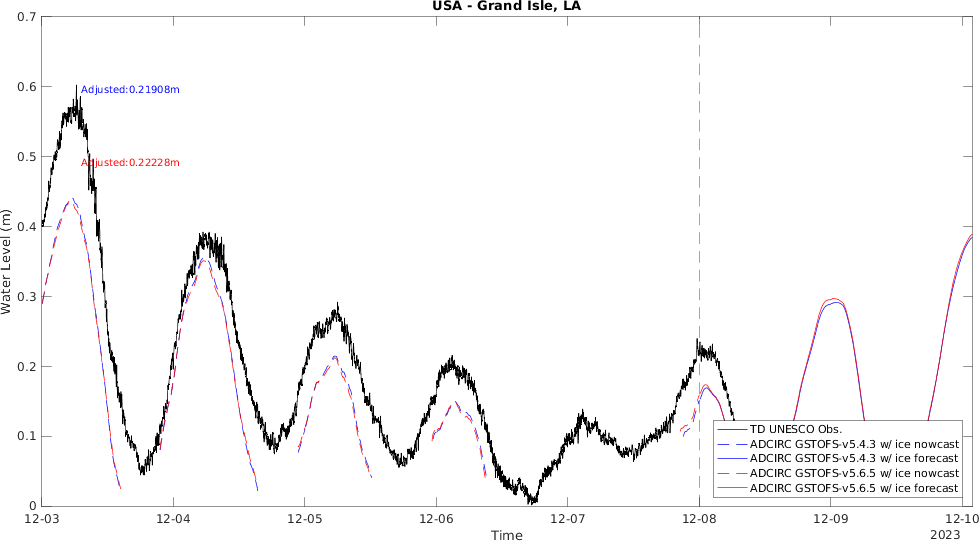 USA - Grand Isle, LA
0.7
0.6
0.5
0.4
0.3
0.2
0.1
0
Water Level (m)
Adjusted:0.21908m
Adjusted:0.22228m
TD UNESCO Obs.
ADCIRC GSTOFS-v5.4.3 w/ ice nowcast
ADCIRC GSTOFS-v5.4.3 w/ ice forecast
ADCIRC GSTOFS-v5.6.5 w/ ice nowcast
ADCIRC GSTOFS-v5.6.5 w/ ice forecast
12-03 12-04 12-05 12-06 12-07 12-08 12-09 12-10
Time
2023